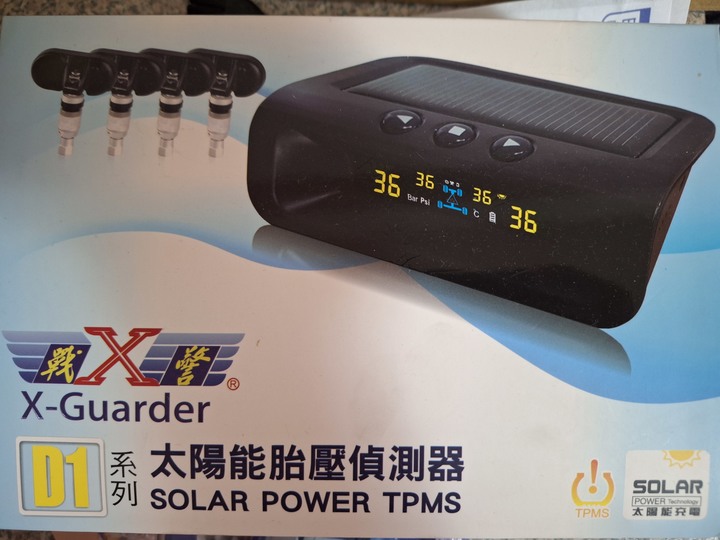 36 36 36 36
Bar Psi
℃
戰 X 警®
X-Guarder
D1 系列 太陽能胎壓偵測器
SOLAR POWER TPMS
TPMS
SOLAR
POWER Technology
太陽能充電